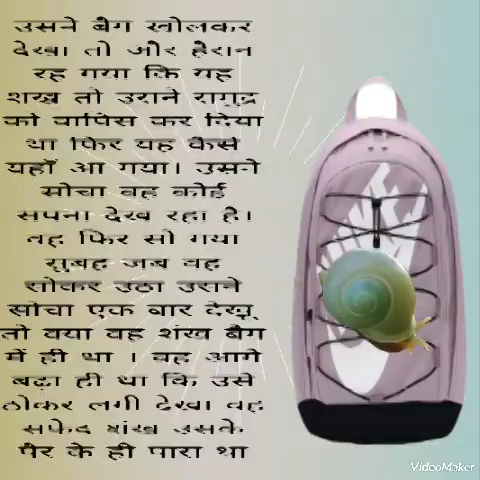 उसने बैग खोलकर
देखा तो और हैरान
रह गया कि यह
शंख तो उसने समुद्र
को वापिस कर दिया
था फिर यह कैसे
यहाँ आ गया। उसने
सोचा वह कोई
सपना देख रहा है।
वह फिर सो गया
सुबह जब वह
सोकर उठा उसने
सोचा एक बार देखू
तो क्या वह शंख बैग
में ही था । वह आगे
बढ़ा ही था कि उसे
ठोकर लगी देखा वह
सफेद शंख उसके
पैर के ही पास था
VideoMaker